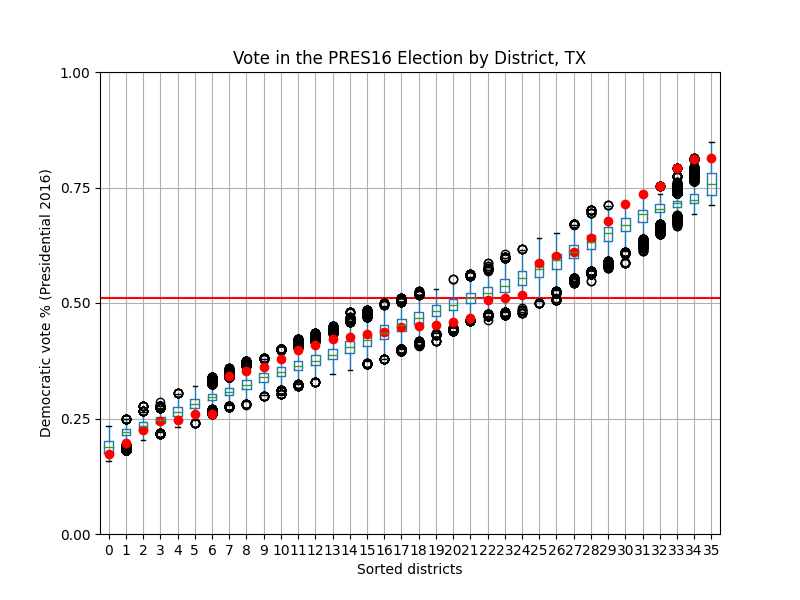 Vote in the PRES16 Election by District, TX
1.00
0.75
0.50
0.25
0.00
Democratic vote % (Presidential 2016)
0 1 2 3 4 5 6 7 8 9 10 11 12 13 14 15 16 17 18 19 20 21 22 23 24 25 26 27 28 29 30 31 32 33 34 35
Sorted districts